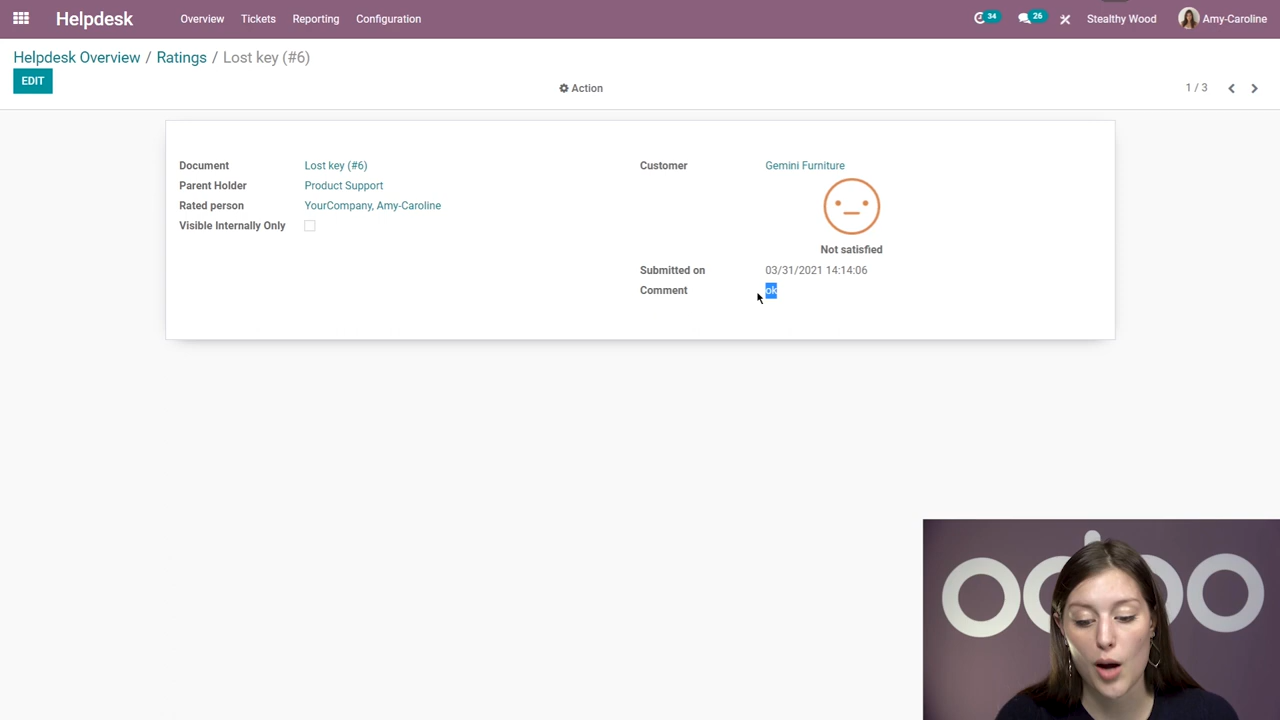 Helpdesk Overview Tickets Reporting Configuration 34 26 Stealthy Wood Amy-Caroline
Helpdesk Overview / Ratings / Lost key (#6)
EDIT Action 1 / 3
Document Lost key (#6) Customer Gemini Furniture
Parent Holder Product Support
Rated person YourCompany, Amy-Caroline
Visible Internally Only
Not satisfied
Submitted on 03/31/2021 14:14:06
Comment ok
odoo